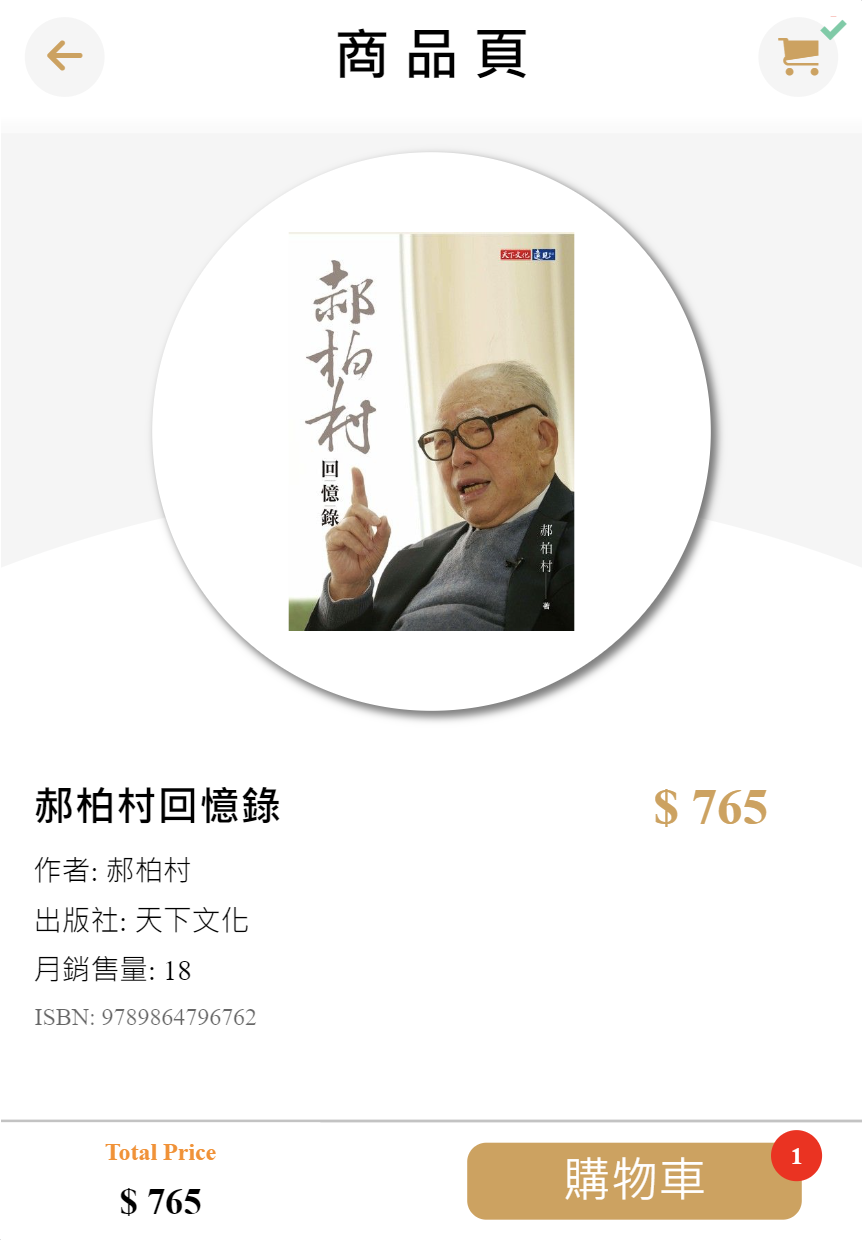 商品頁
天下文化 遠見
郝柏村
回憶錄
郝柏村 著
郝柏村回憶錄
$ 765
作者: 郝柏村
出版社: 天下文化
月銷售量: 18
ISBN: 9789864796762
Total Price
$ 765
購物車
1